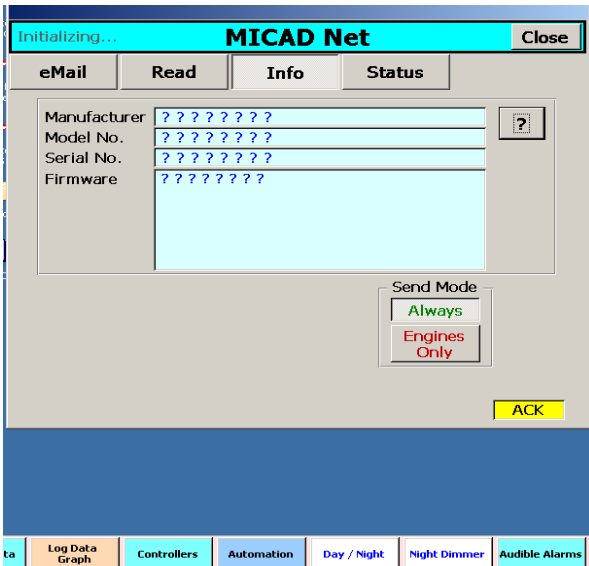 Initializing... MICAD Net Close
eMail Read Info Status
Manufacturer ? ? ? ? ? ? ? ? ?
Model No. ? ? ? ? ? ? ? ?
Serial No. ? ? ? ? ? ? ? ?
Firmware ? ? ? ? ? ? ? ?
Send Mode
Always
Engines
Only
ACK
ta Log Data Controllers Automation Day / Night Night Dimmer Audible Alarms
Graph